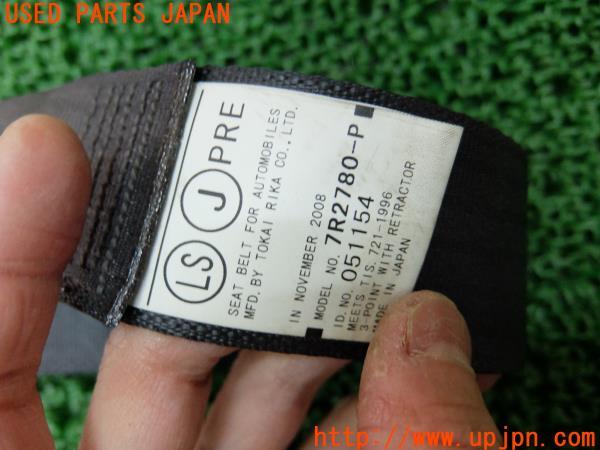 USED PARTS JAPAN
LS J PRE
SEAT BELT FOR AUTOMOBILES
MFD. BY TOKAI RIKA CO., LTD.
IN NOVEMBER 2008
MODEL NO. 7R2780-P
ID. NO. 051154
MEETS TIS. 721-1996
3-POINT WITH RETRACTOR
MADE IN JAPAN
http://www.upjpn.com